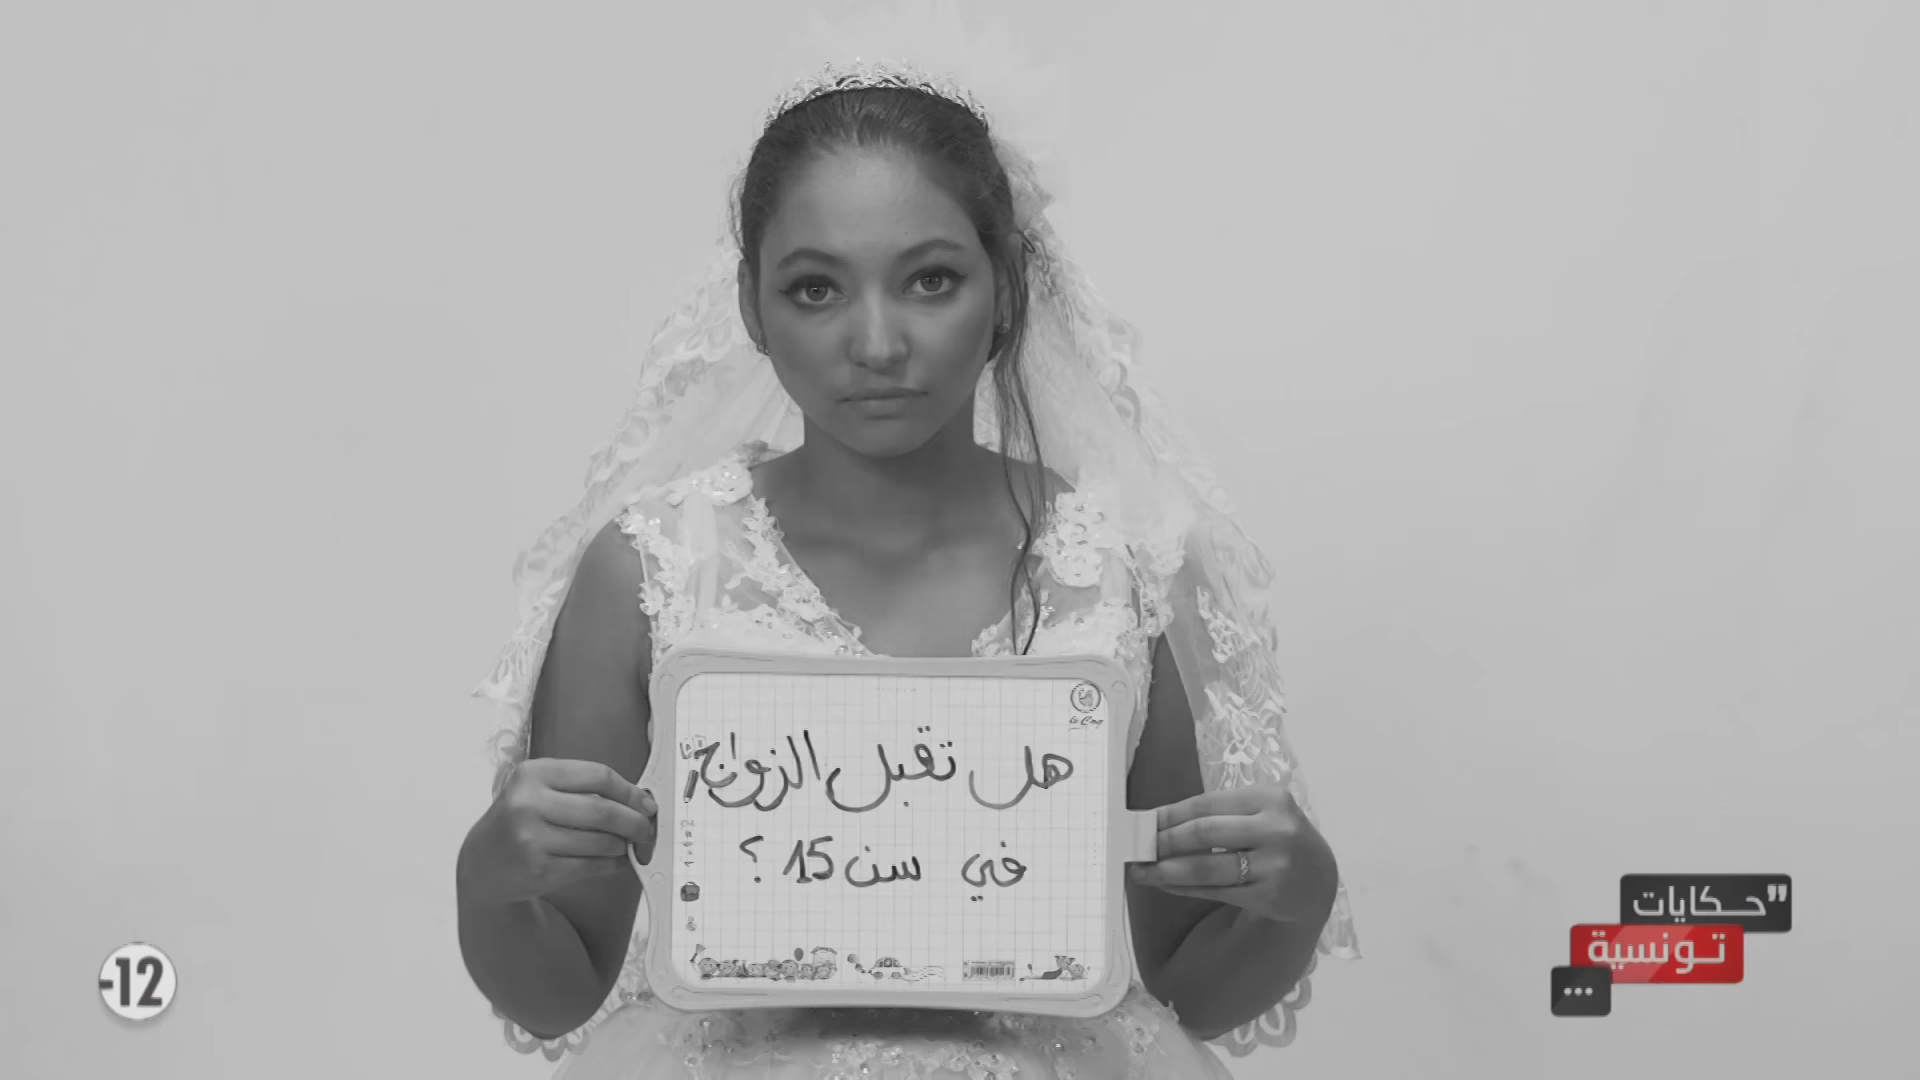 هل تقبل الزواج
في سن 15 ؟
-12
"حكايات
تونسية
...